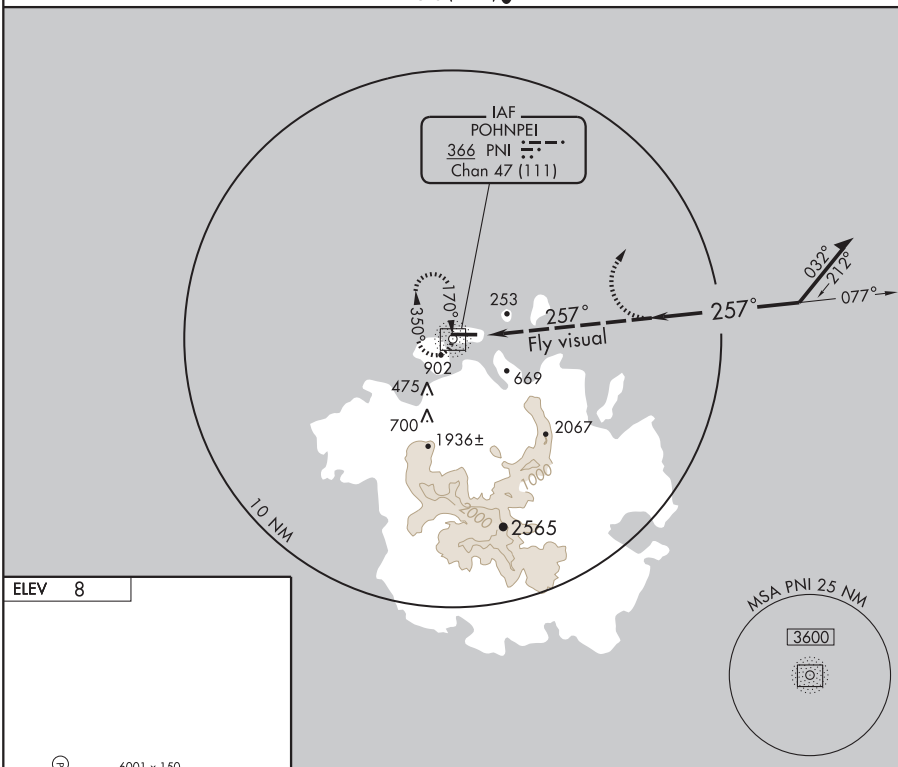 IAF
POHNPEI
366 PNI
Chan 47 (111)
032°
212°
077°
257°
257°
Fly visual
170°
350°
253
902
669
475
700
1936±
2067
1000
2000
2565
10 NM
ELEV 8
MSA PNI 25 NM
3600
P
6001 x 150